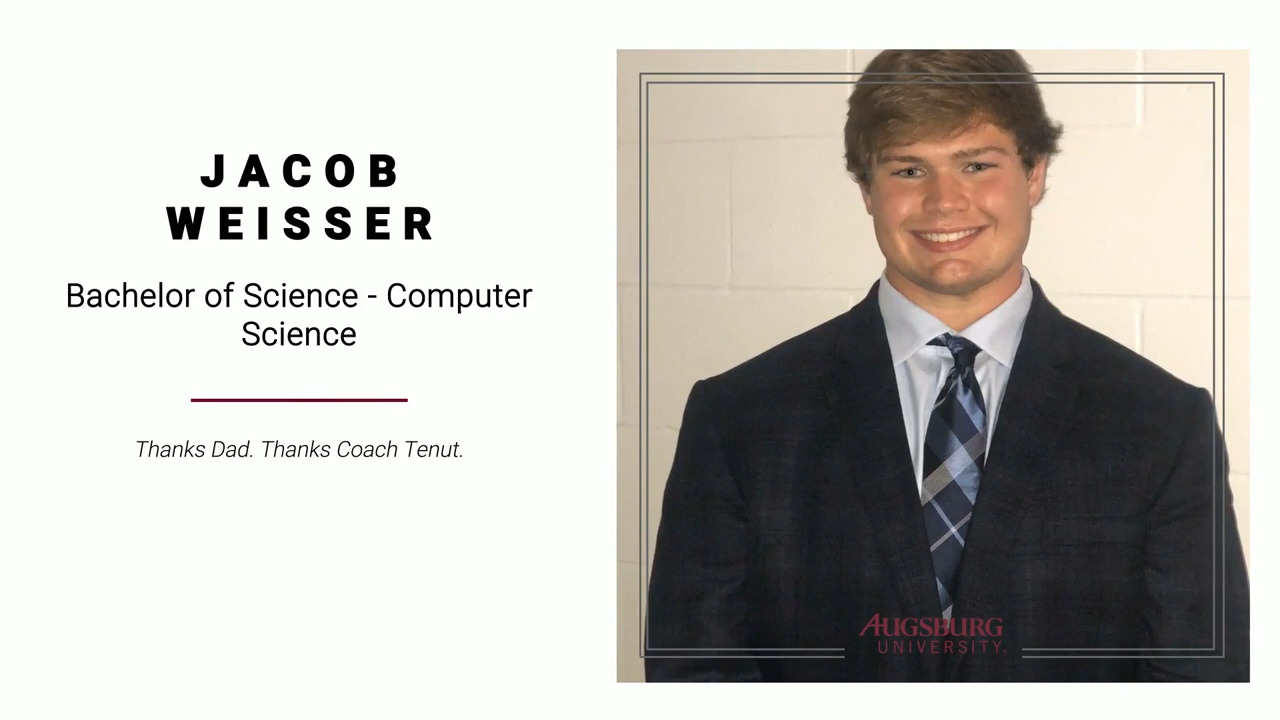 JACOB
WEISSER
Bachelor of Science - Computer
Science
Thanks Dad. Thanks Coach Tenut.
AUGSBURG
UNIVERSITY.